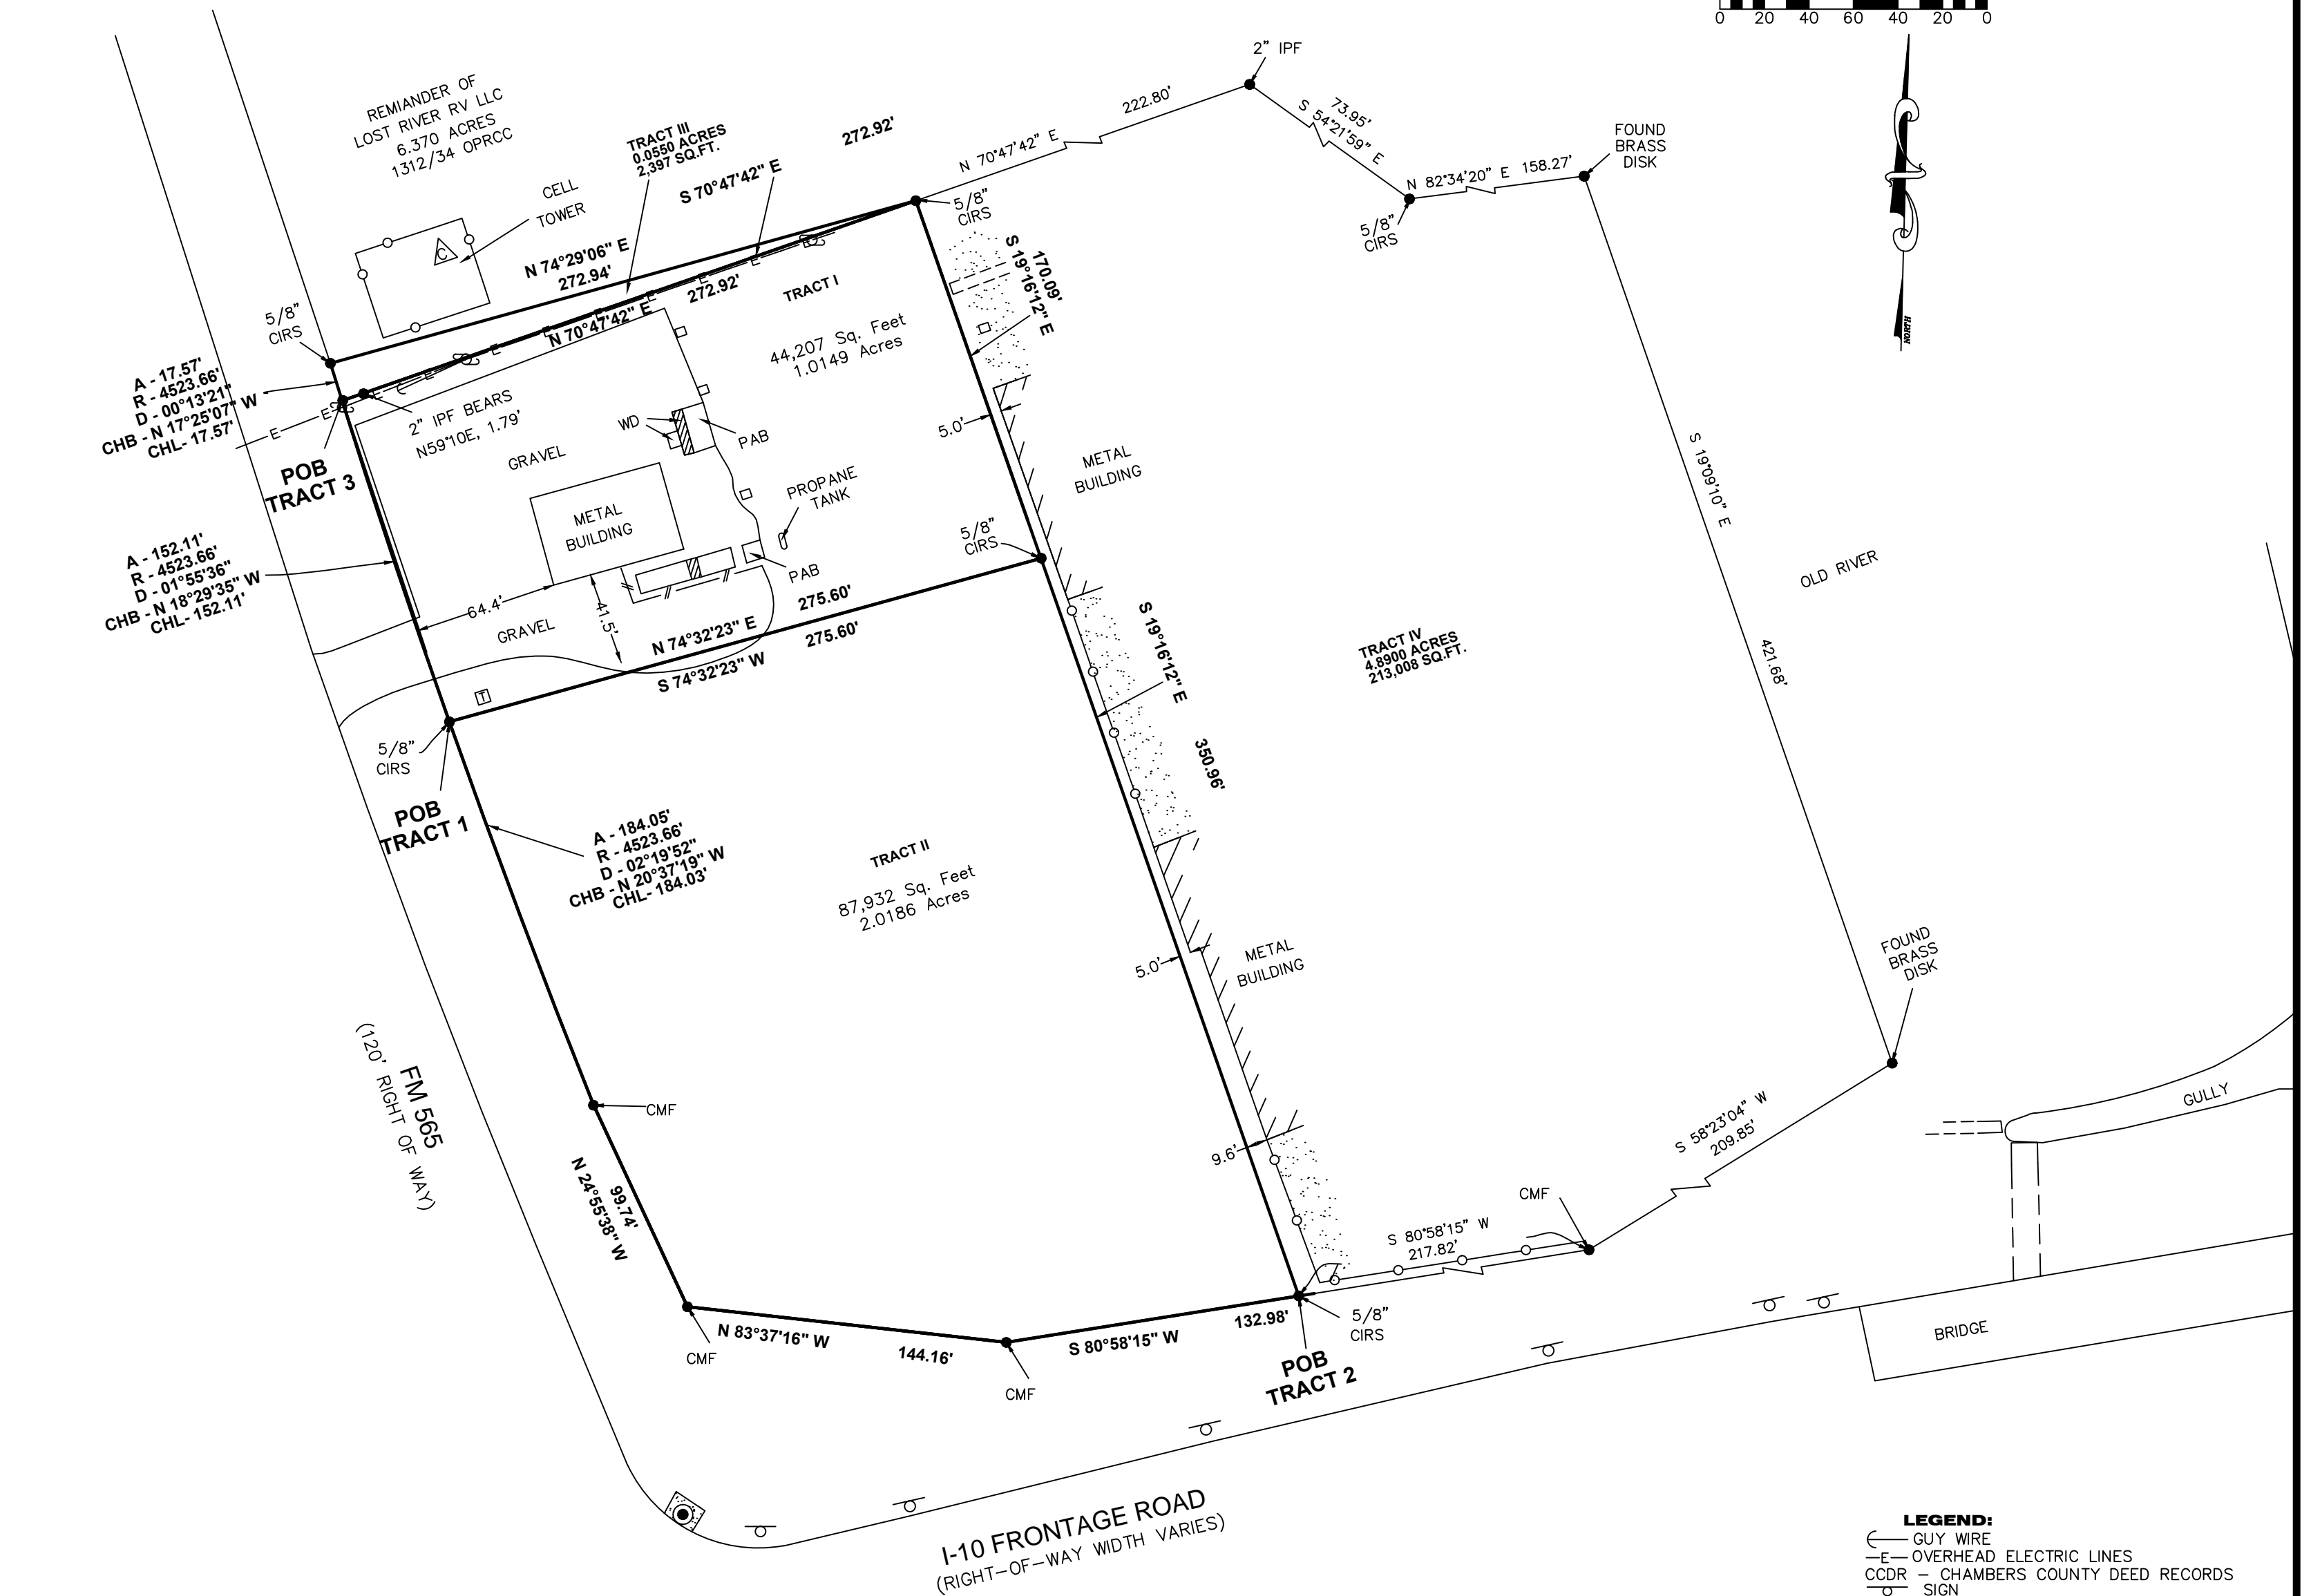 0 20 40 60 40 20 0
NORTH
2" IPF
222.80'
N 70°47'42" E
73.95'
S 54°21'59" E
FOUND
BRASS
DISK
N 82°34'20" E 158.27'
5/8"
CIRS
REMIANDER OF
LOST RIVER RV LLC
6.370 ACRES
1312/34 OPRCC
TRACT III
0.0550 ACRES
2,397 SQ.FT.
272.92'
S 70°47'42" E
CELL
TOWER
C
N 74°29'06" E
272.94'
272.92'
N 70°47'42" E
5/8"
CIRS
5/8"
CIRS
TRACT I
44,207 Sq. Feet
1.0149 Acres
170.09'
S 19°16'12" E
A - 17.57'
R - 4523.66'
D - 00°13'21"
CHB - N 17°25'07" W
CHL- 17.57'
E E E E E E E E E E
2" IPF BEARS
N59°10E, 1.79'
POB
TRACT 3
GRAVEL
WD
PAB
5.0'
METAL
BUILDING
METAL
BUILDING
PROPANE
TANK
PAB
5/8"
CIRS
A - 152.11'
R - 4523.66'
D - 01°55'36"
CHB - N 18°29'35" W
CHL- 152.11'
64.4'
41.5'
GRAVEL
N 74°32'23" E
275.60'
S 74°32'23" W
275.60'
T
5/8"
CIRS
POB
TRACT 1
S 19°16'12" E
350.96'
TRACT IV
4.8900 ACRES
213,008 SQ.FT.
S 19°09'10" E
421.68'
OLD RIVER
A - 184.05'
R - 4523.66'
D - 02°19'52"
CHB - N 20°37'19" W
CHL- 184.03'
TRACT II
87,932 Sq. Feet
2.0186 Acres
5.0'
METAL
BUILDING
FOUND
BRASS
DISK
FM 565
(120' RIGHT OF WAY)
CMF
N 24°55'38" W
99.74'
9.6'
S 58°23'04" W
209.85'
GULLY
CMF
S 80°58'15" W
217.82'
CMF
N 83°37'16" W
144.16'
CMF
S 80°58'15" W
132.98'
5/8"
CIRS
POB
TRACT 2
BRIDGE
I-10 FRONTAGE ROAD
(RIGHT-OF-WAY WIDTH VARIES)
LEGEND:
GUY WIRE
E OVERHEAD ELECTRIC LINES
CCDR - CHAMBERS COUNTY DEED RECORDS
SIGN